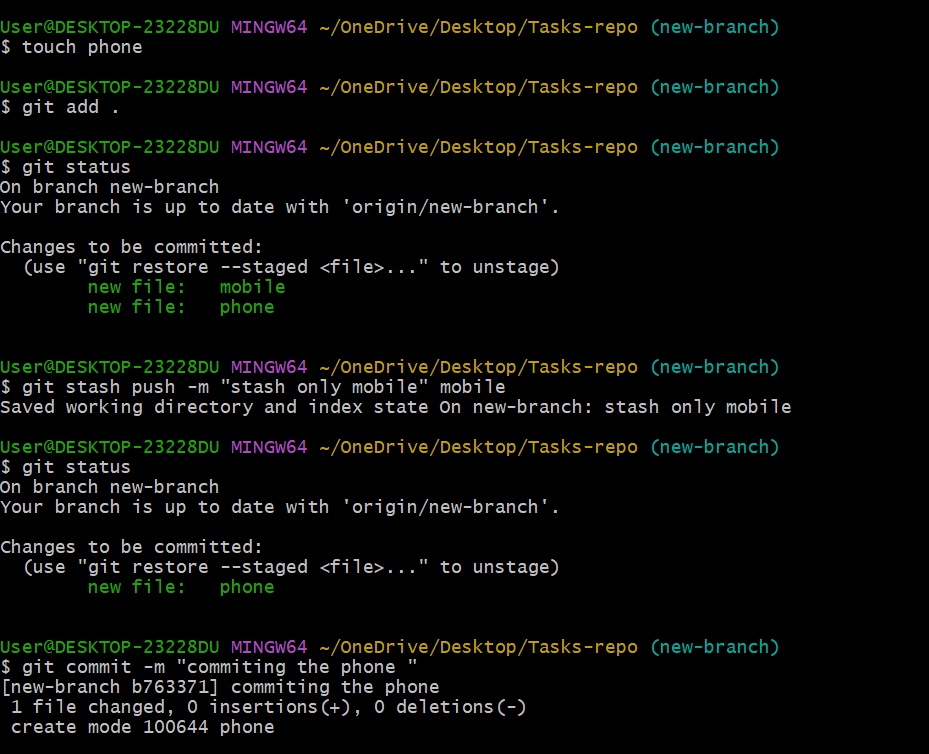 User@DESKTOP-23228DU MINGW64 ~/OneDrive/Desktop/Tasks-repo (new-branch)
$ touch phone
User@DESKTOP-23228DU MINGW64 ~/OneDrive/Desktop/Tasks-repo (new-branch)
$ git add .
User@DESKTOP-23228DU MINGW64 ~/OneDrive/Desktop/Tasks-repo (new-branch)
$ git status
On branch new-branch
Your branch is up to date with 'origin/new-branch'.
Changes to be committed:
  (use "git restore --staged <file>..." to unstage)
        new file:   mobile
        new file:   phone
User@DESKTOP-23228DU MINGW64 ~/OneDrive/Desktop/Tasks-repo (new-branch)
$ git stash push -m "stash only mobile" mobile
Saved working directory and index state On new-branch: stash only mobile
User@DESKTOP-23228DU MINGW64 ~/OneDrive/Desktop/Tasks-repo (new-branch)
$ git status
On branch new-branch
Your branch is up to date with 'origin/new-branch'.
Changes to be committed:
  (use "git restore --staged <file>..." to unstage)
        new file:   phone
User@DESKTOP-23228DU MINGW64 ~/OneDrive/Desktop/Tasks-repo (new-branch)
$ git commit -m "commiting the phone "
[new-branch b763371] commiting the phone
 1 file changed, 0 insertions(+), 0 deletions(-)
 create mode 100644 phone